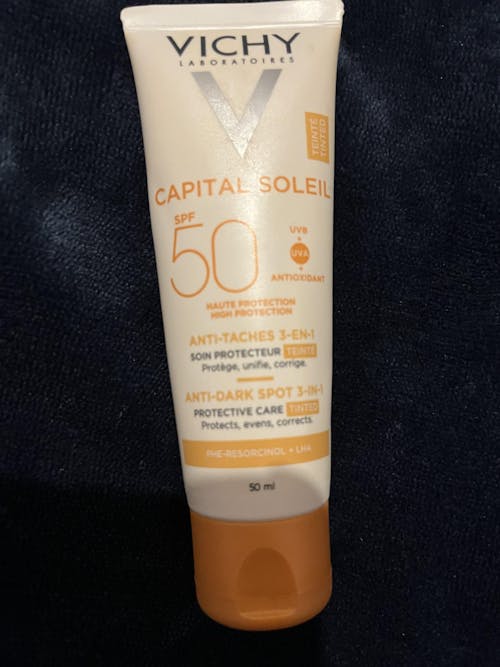 VICHY
LABORATOIRES
TEINTÉ
TINTED
CAPITAL SOLEIL
SPF
50
UVB
+
UVA
+
ANTIOXIDANT
HAUTE PROTECTION
HIGH PROTECTION
ANTI-TACHES 3-EN-1
SOIN PROTECTEUR TEINTÉ
Protège, unifie, corrige.
ANTI-DARK SPOT 3-IN-1
PROTECTIVE CARE TINTED
Protects, evens, corrects.
PHE-RESORCINOL + LHA
50 ml